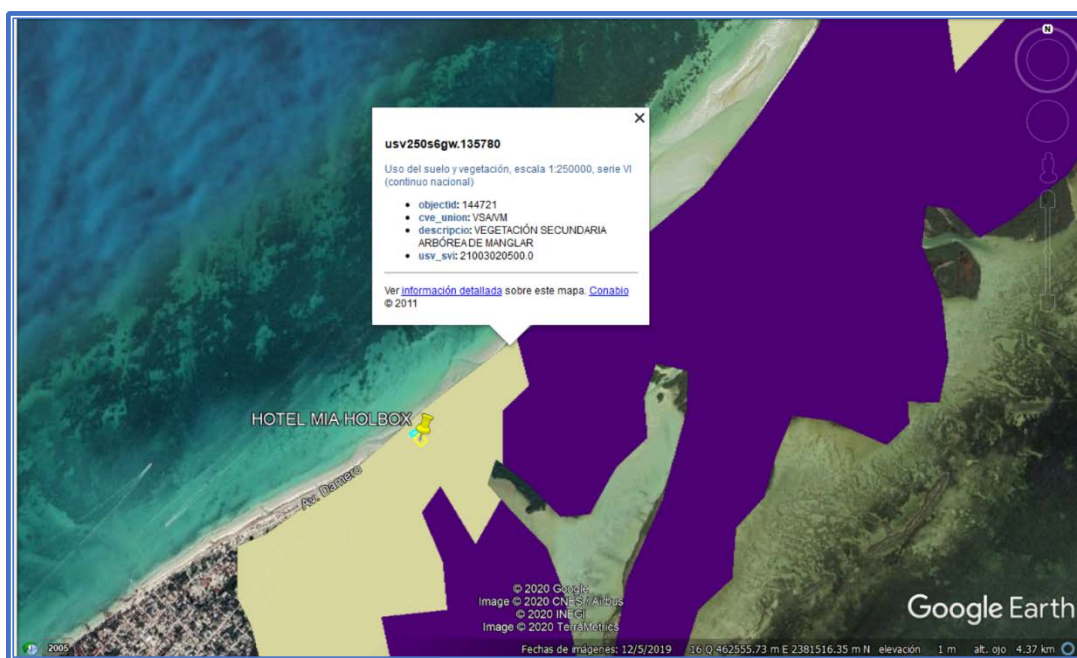 N
usv250s6gw.135780
Uso del suelo y vegetación, escala 1:250000, serie VI
(continuo nacional)
objectid: 144721
cve_union: VSA/VM
descripcio: VEGETACIÓN SECUNDARIA
ARBÓREA DE MANGLAR
usv_svi: 21003020500.0
Ver información detallada sobre este mapa. Conabio
© 2011
HOTEL MIA HOLBOX
Av. Damero
© 2020 Google
Image © 2020 CNES / Airbus
© 2020 INEGI
Image © 2020 TerraMetrics
Google Earth
2005
Fechas de imágenes: 12/5/2019 16 Q 462555.73 m E 2381516.35 m N elevación 1 m alt. ojo 4.37 km